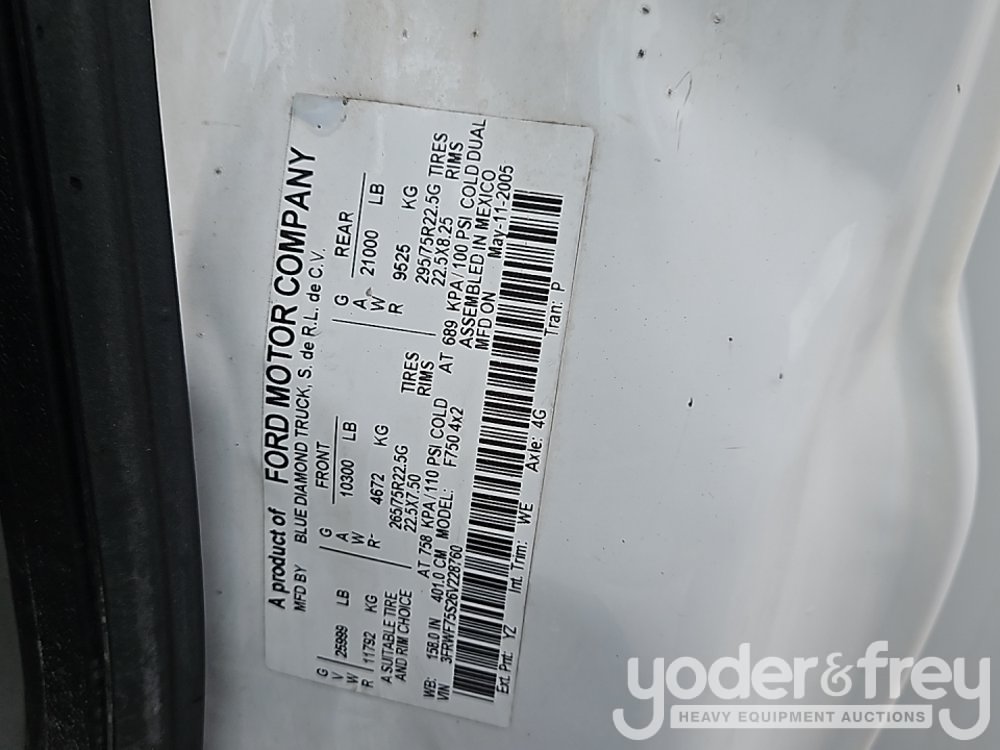 A product of FORD MOTOR COMPANY
MFD BY BLUE DIAMOND TRUCK, S. de R.L. de C.V.
FRONT REAR
G V W R 25999 LB 11792 KG
G A W R 10300 LB 4672 KG
G A W R 21000 LB 9525 KG
A SUITABLE TIRE AND RIM CHOICE
265/75R22.5G TIRES 295/75R22.5G TIRES
22.5X7.50 RIMS 22.5X8.25 RIMS
AT 758 KPA/110 PSI COLD AT 689 KPA/100 PSI COLD DUAL
WB: 158.0 IN 401.0 CM MODEL: F750 4x2 ASSEMBLED IN MEXICO
VIN 3FRWF75S26V228760 MFD ON May-11-2005
Ext. Pnt: YZ Int. Trim: WE Axle: 4G Tran: P
yoder&frey
HEAVY EQUIPMENT AUCTIONS